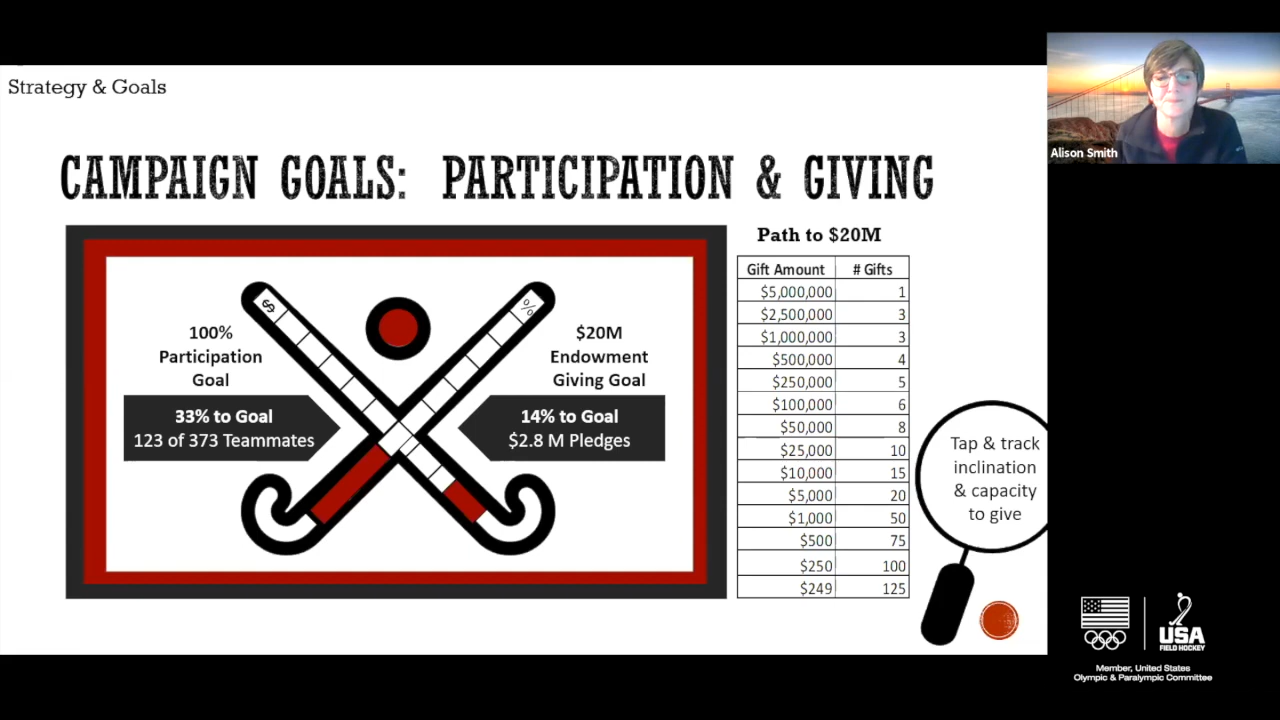 Strategy & Goals
Alison Smith
CAMPAIGN GOALS: PARTICIPATION & GIVING
$
%
100%
Participation
Goal
33% to Goal
123 of 373 Teammates
$20M
Endowment
Giving Goal
14% to Goal
$2.8 M Pledges
Path to $20M
Gift Amount # Gifts
$5,000,000 1
$2,500,000 3
$1,000,000 3
$500,000 4
$250,000 5
$100,000 6
$50,000 8
$25,000 10
$10,000 15
$5,000 20
$1,000 50
$500 75
$250 100
$249 125
Tap & track
inclination
& capacity
to give
USA
FIELD HOCKEY
Member, United States
Olympic & Paralympic Committee